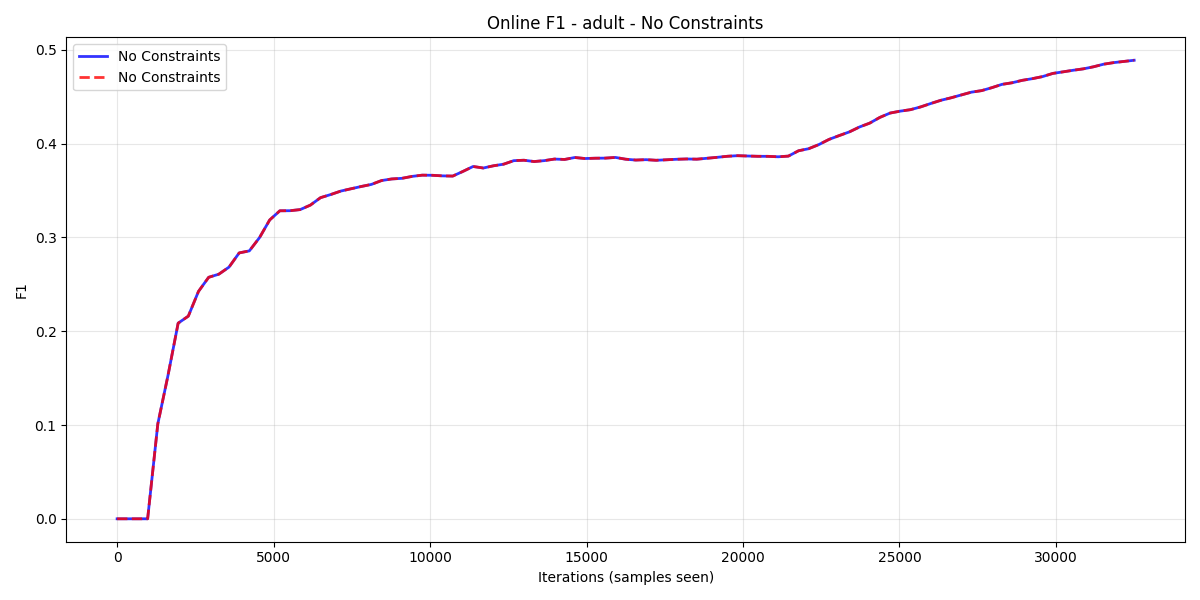 Online F1 - adult - No Constraints
No Constraints
No Constraints
F1
0.5
0.4
0.3
0.2
0.1
0.0
0 5000 10000 15000 20000 25000 30000
Iterations (samples seen)